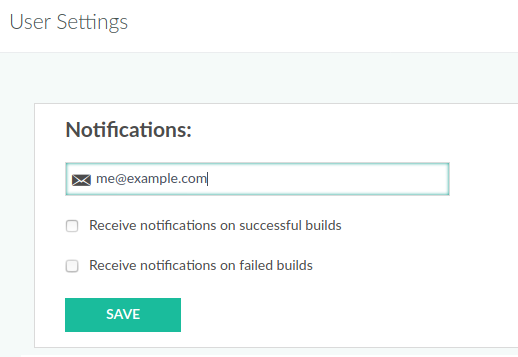 User Settings
Notifications:
me@example.com
Receive notifications on successful builds
Receive notifications on failed builds
SAVE